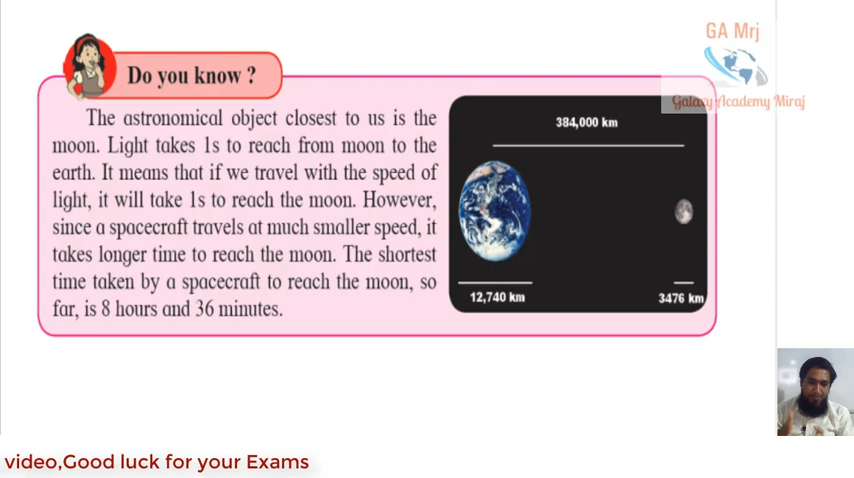 GA Mrj
Galaxy Academy Miraj
Do you know ?
The astronomical object closest to us is the
moon. Light takes 1s to reach from moon to the
earth. It means that if we travel with the speed of
light, it will take 1s to reach the moon. However,
since a spacecraft travels at much smaller speed, it
takes longer time to reach the moon. The shortest
time taken by a spacecraft to reach the moon, so
far, is 8 hours and 36 minutes.
384,000 km
12,740 km
3476 km
video,Good luck for your Exams